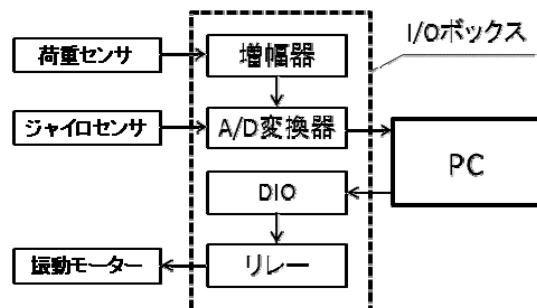 I/Oボックス
荷重センサ
増幅器
ジャイロセンサ
A/D変換器
PC
DIO
振動モーター
リレー